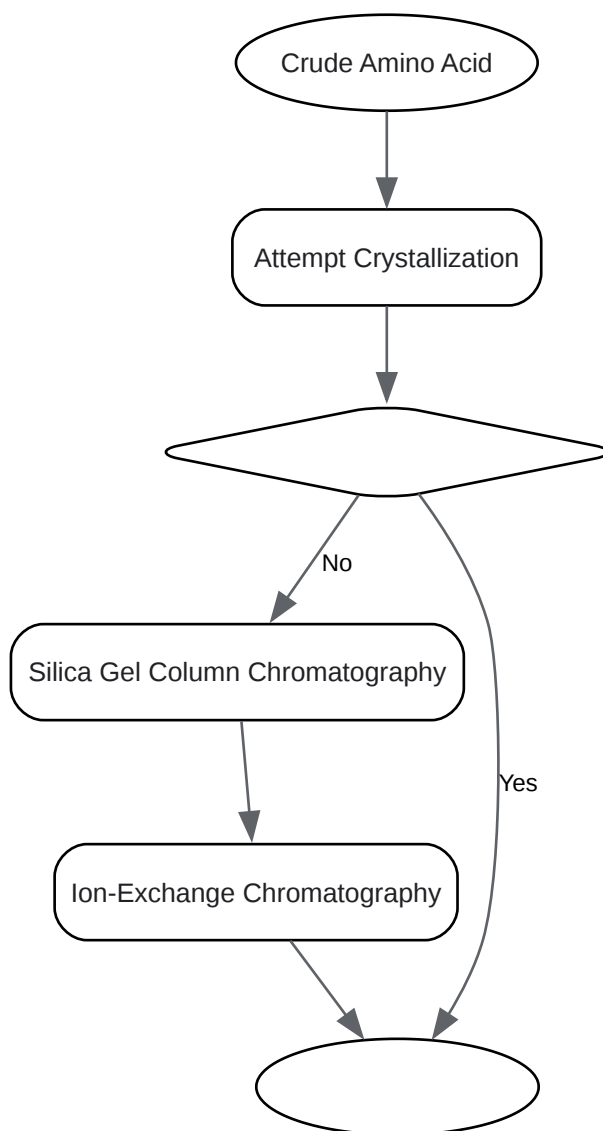 Crude Amino Acid
Attempt Crystallization
No
Silica Gel Column Chromatography
Yes
Ion-Exchange Chromatography